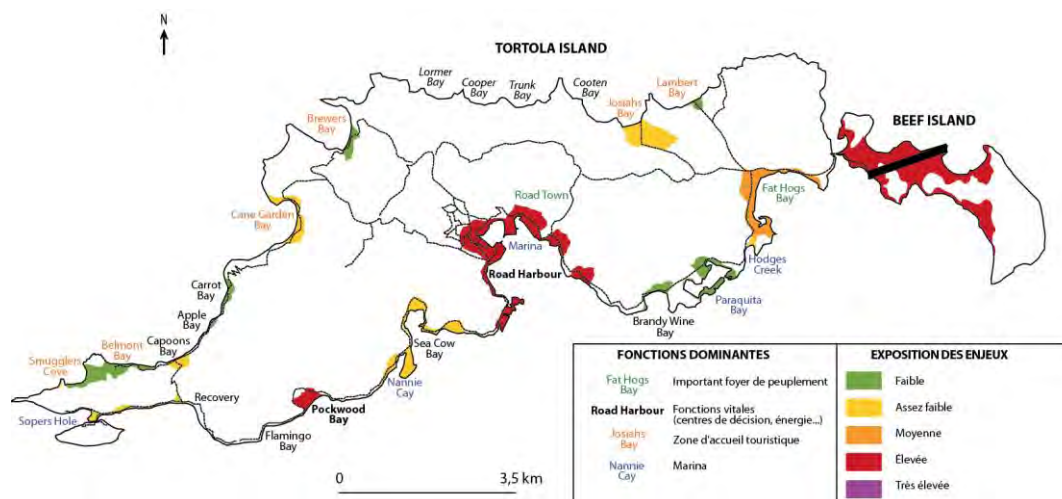 N
TORTOLA ISLAND
Lormer
Bay
Cooper
Bay
Trunk
Bay
Cooten
Bay
Lambert
Bay
Josiahs
Bay
BEEF ISLAND
Brewers
Bay
Fat Hogs
Bay
Road Town
Cane Garden
Bay
Marina
Hodges
Creek
Road Harbour
Carrot
Bay
Paraquita
Bay
Apple
Bay
Brandy Wine
Bay
Sea Cow
Bay
Capoons
Bay
Belmont
Bay
Smugglers
Cove
Nannie
Cay
Recovery
Sopers Hole
Pockwood
Bay
Flamingo
Bay
0 3,5 km
FONCTIONS DOMINANTES
Fat Hogs
Bay
Important foyer de peuplement
Road Harbour
Fonctions vitales
(centres de décision, énergie...)
Josiahs
Bay
Zone d'accueil touristique
Nannie
Cay
Marina
EXPOSITION DES ENJEUX
Faible
Assez faible
Moyenne
Élevée
Très élevée